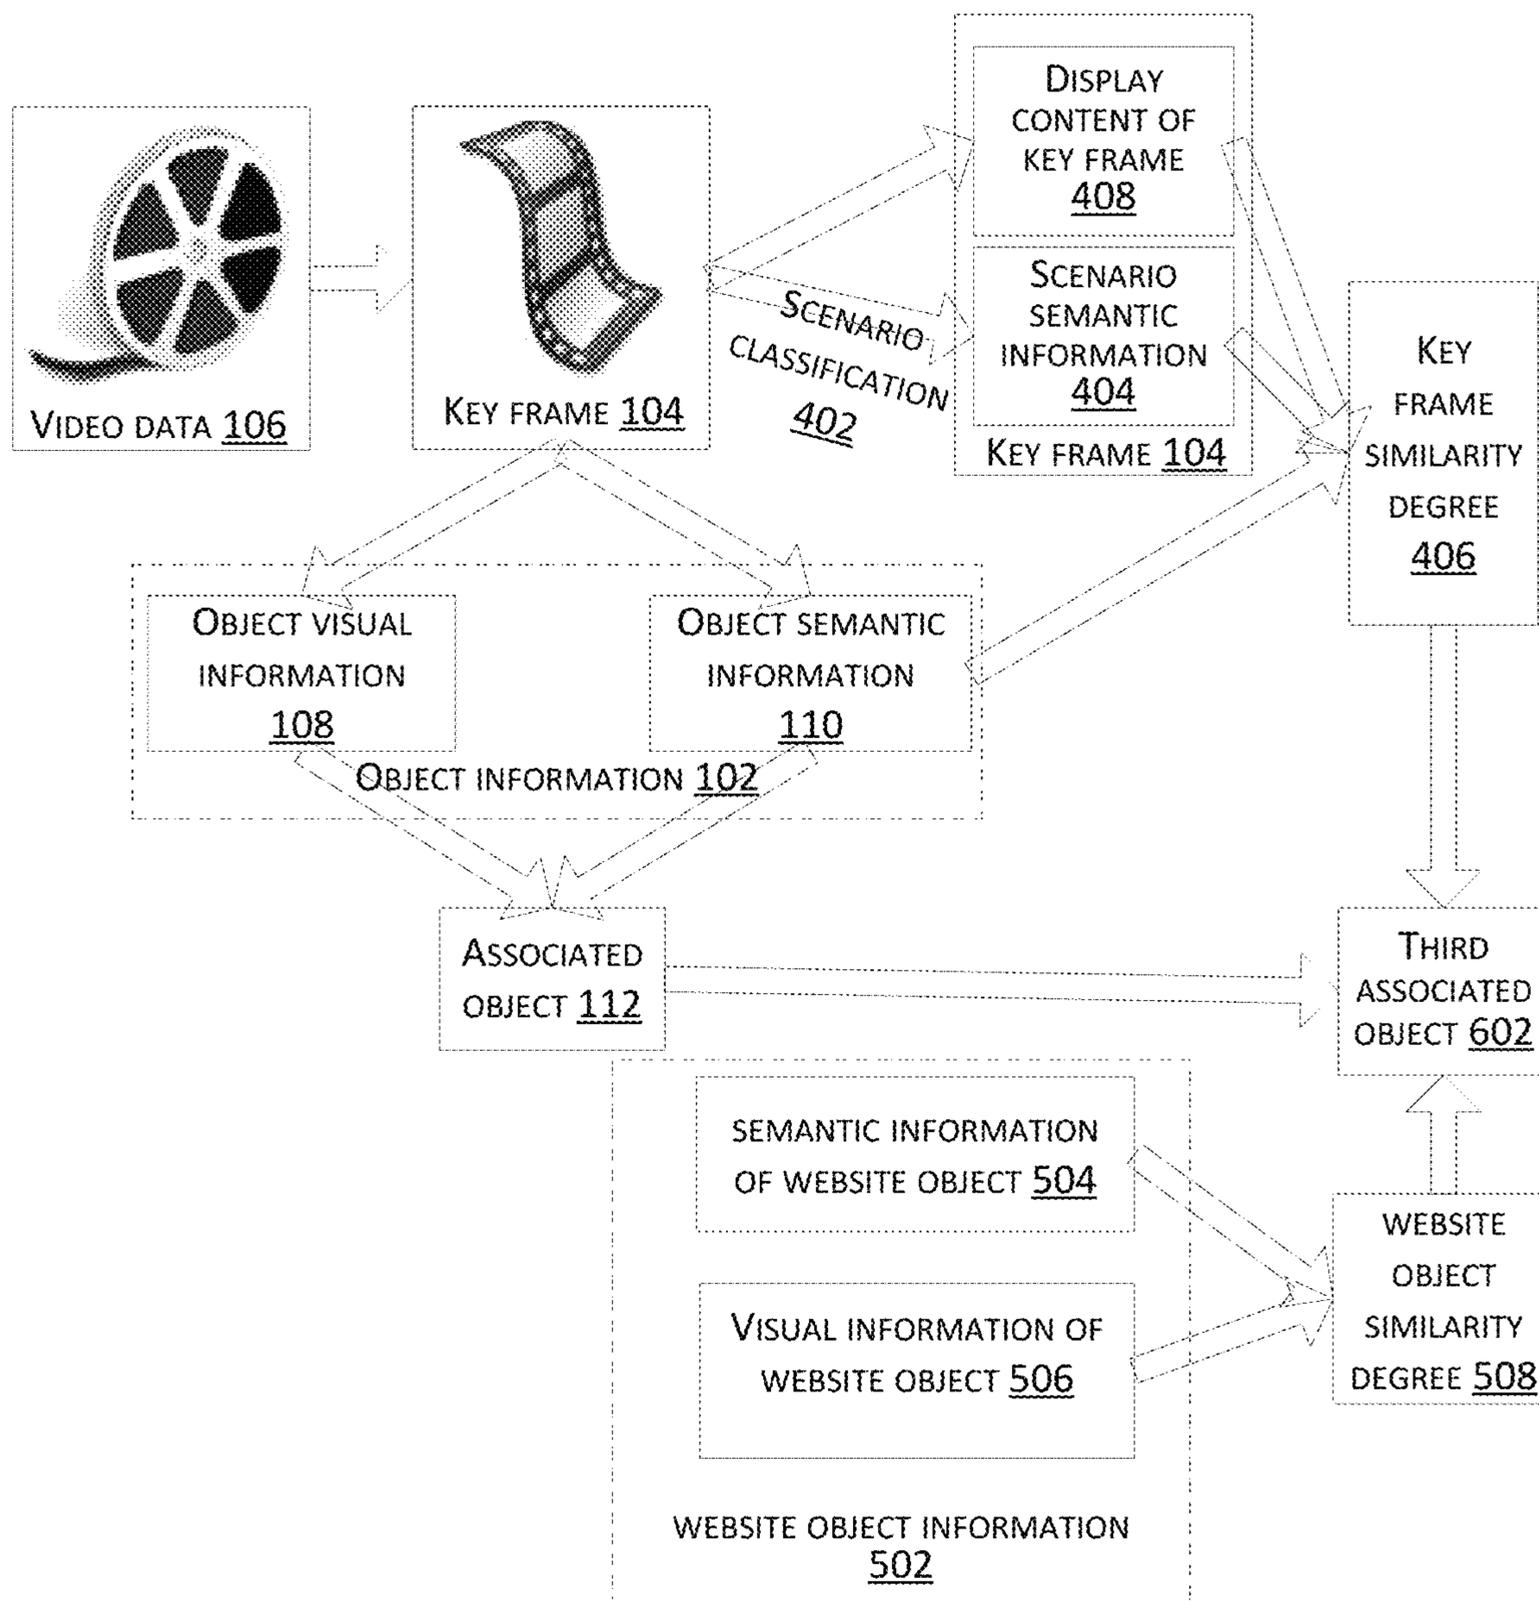 VIDEO DATA 106
KEY FRAME 104
SCENARIO
CLASSIFICATION
402
DISPLAY
CONTENT OF
KEY FRAME
408
SCENARIO
SEMANTIC
INFORMATION
404
KEY FRAME 104
KEY
FRAME
SIMILARITY
DEGREE
406
OBJECT VISUAL
INFORMATION
108
OBJECT SEMANTIC
INFORMATION
110
OBJECT INFORMATION 102
ASSOCIATED
OBJECT 112
THIRD
ASSOCIATED
OBJECT 602
SEMANTIC INFORMATION
OF WEBSITE OBJECT 504
VISUAL INFORMATION OF
WEBSITE OBJECT 506
WEBSITE OBJECT INFORMATION
502
WEBSITE
OBJECT
SIMILARITY
DEGREE 508